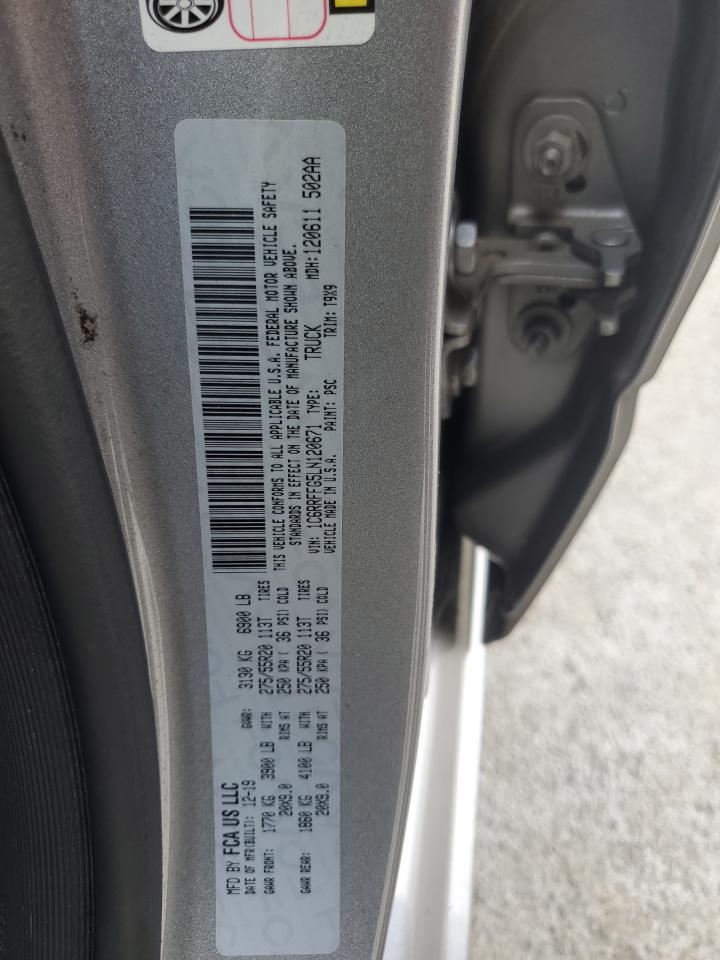 MFD BY FCA US LLC
DATE OF MFR(BUILT): 12-19 GVWR: 3130 KG 6900 LB
GAWR FRONT: 1770 KG 3900 LB WITH 275/55R20 113T TIRES
20X9.0 RIMS AT 250 KPA ( 36 PSI) COLD
GAWR REAR: 1860 KG 4100 LB WITH 275/55R20 113T TIRES
20X9.0 RIMS AT 250 KPA ( 36 PSI) COLD
THIS VEHICLE CONFORMS TO ALL APPLICABLE U.S.A. FEDERAL MOTOR VEHICLE SAFETY
STANDARDS IN EFFECT ON THE DATE OF MANUFACTURE SHOWN ABOVE.
VIN: 1C6RRFFG5LN120671 TYPE: TRUCK MDH: 120611 502AA
VEHICLE MADE IN U.S.A. PAINT: PSC TRIM: T9X9